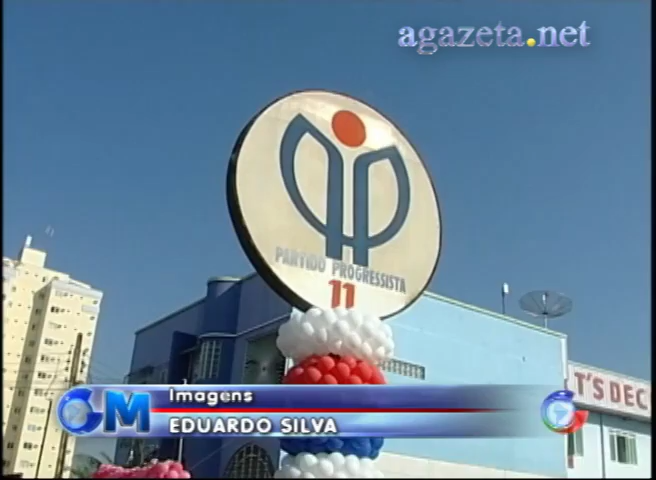 agazeta.net
PARTIDO PROGRESSISTA
11
Imagens
M
EDUARDO SILVA
T'S DEC